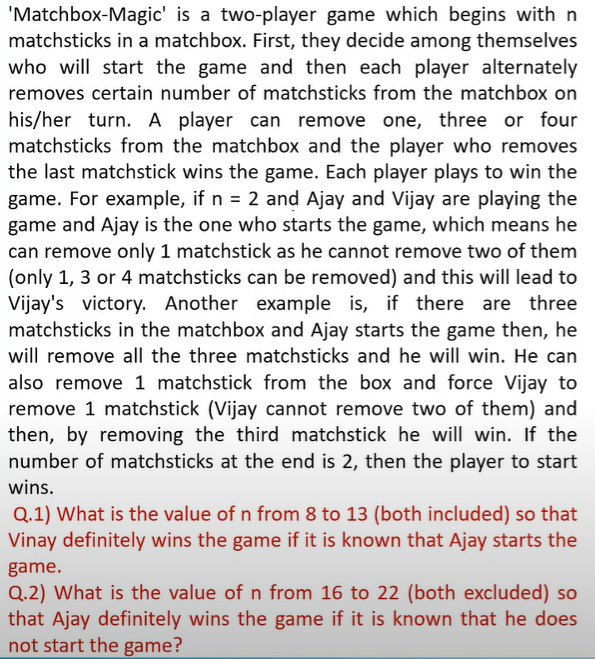 'Matchbox-Magic' is a two-player game which begins with n
matchsticks in a matchbox. First, they decide among themselves
who will start the game and then each player alternately
removes certain number of matchsticks from the matchbox on
his/her turn. A player can remove one, three or four
matchsticks from the matchbox and the player who removes
the last matchstick wins the game. Each player plays to win the
game. For example, if n = 2 and Ajay and Vijay are playing the
game and Ajay is the one who starts the game, which means he
can remove only 1 matchstick as he cannot remove two of them
(only 1, 3 or 4 matchsticks can be removed) and this will lead to
Vijay's victory. Another example is, if there are three
matchsticks in the matchbox and Ajay starts the game then, he
will remove all the three matchsticks and he will win. He can
also remove 1 matchstick from the box and force Vijay to
remove 1 matchstick (Vijay cannot remove two of them) and
then, by removing the third matchstick he will win. If the
number of matchsticks at the end is 2, then the player to start
wins.
Q.1) What is the value of n from 8 to 13 (both included) so that
Vinay definitely wins the game if it is known that Ajay starts the
game.
Q.2) What is the value of n from 16 to 22 (both excluded) so
that Ajay definitely wins the game if it is known that he does
not start the game?